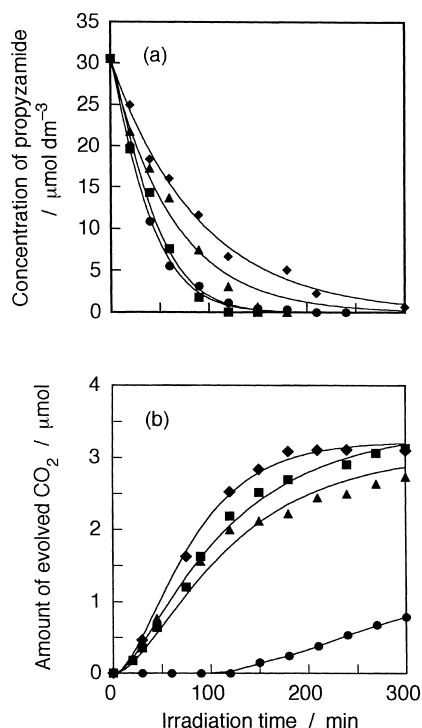 35
30
25
20
15
10
5
0
(a)
Concentration of propyzamide
/ μmol dm⁻³
4
3
2
1
0
(b)
Amount of evolved CO₂ / μmol
0 100 200 300
Irradiation time / min